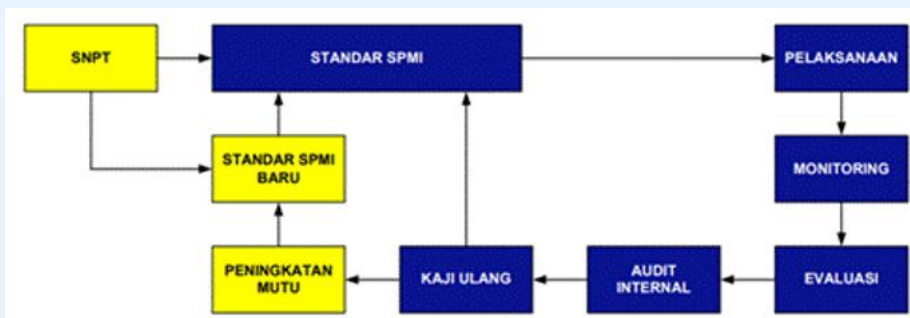 SNPT
STANDAR SPMI
PELAKSANAAN
STANDAR SPMI
BARU
MONITORING
PENINGKATAN
MUTU
KAJI ULANG
AUDIT
INTERNAL
EVALUASI